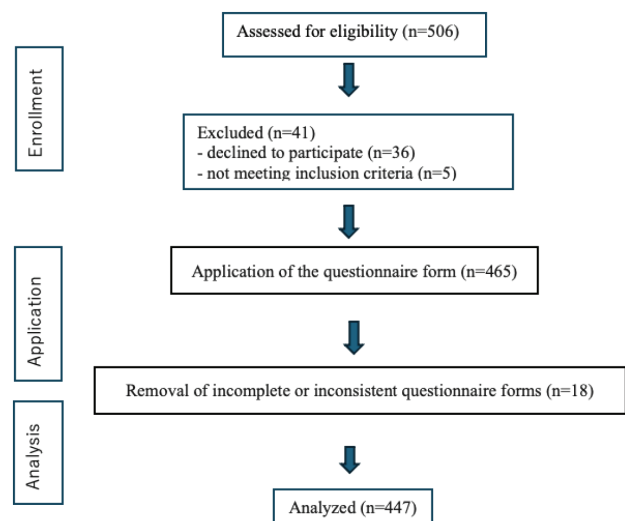 Assessed for eligibility (n=506)
Enrollment
Excluded (n=41)
- declined to participate (n=36)
- not meeting inclusion criteria (n=5)
Application
Application of the questionnaire form (n=465)
Removal of incomplete or inconsistent questionnaire forms (n=18)
Analysis
Analyzed (n=447)